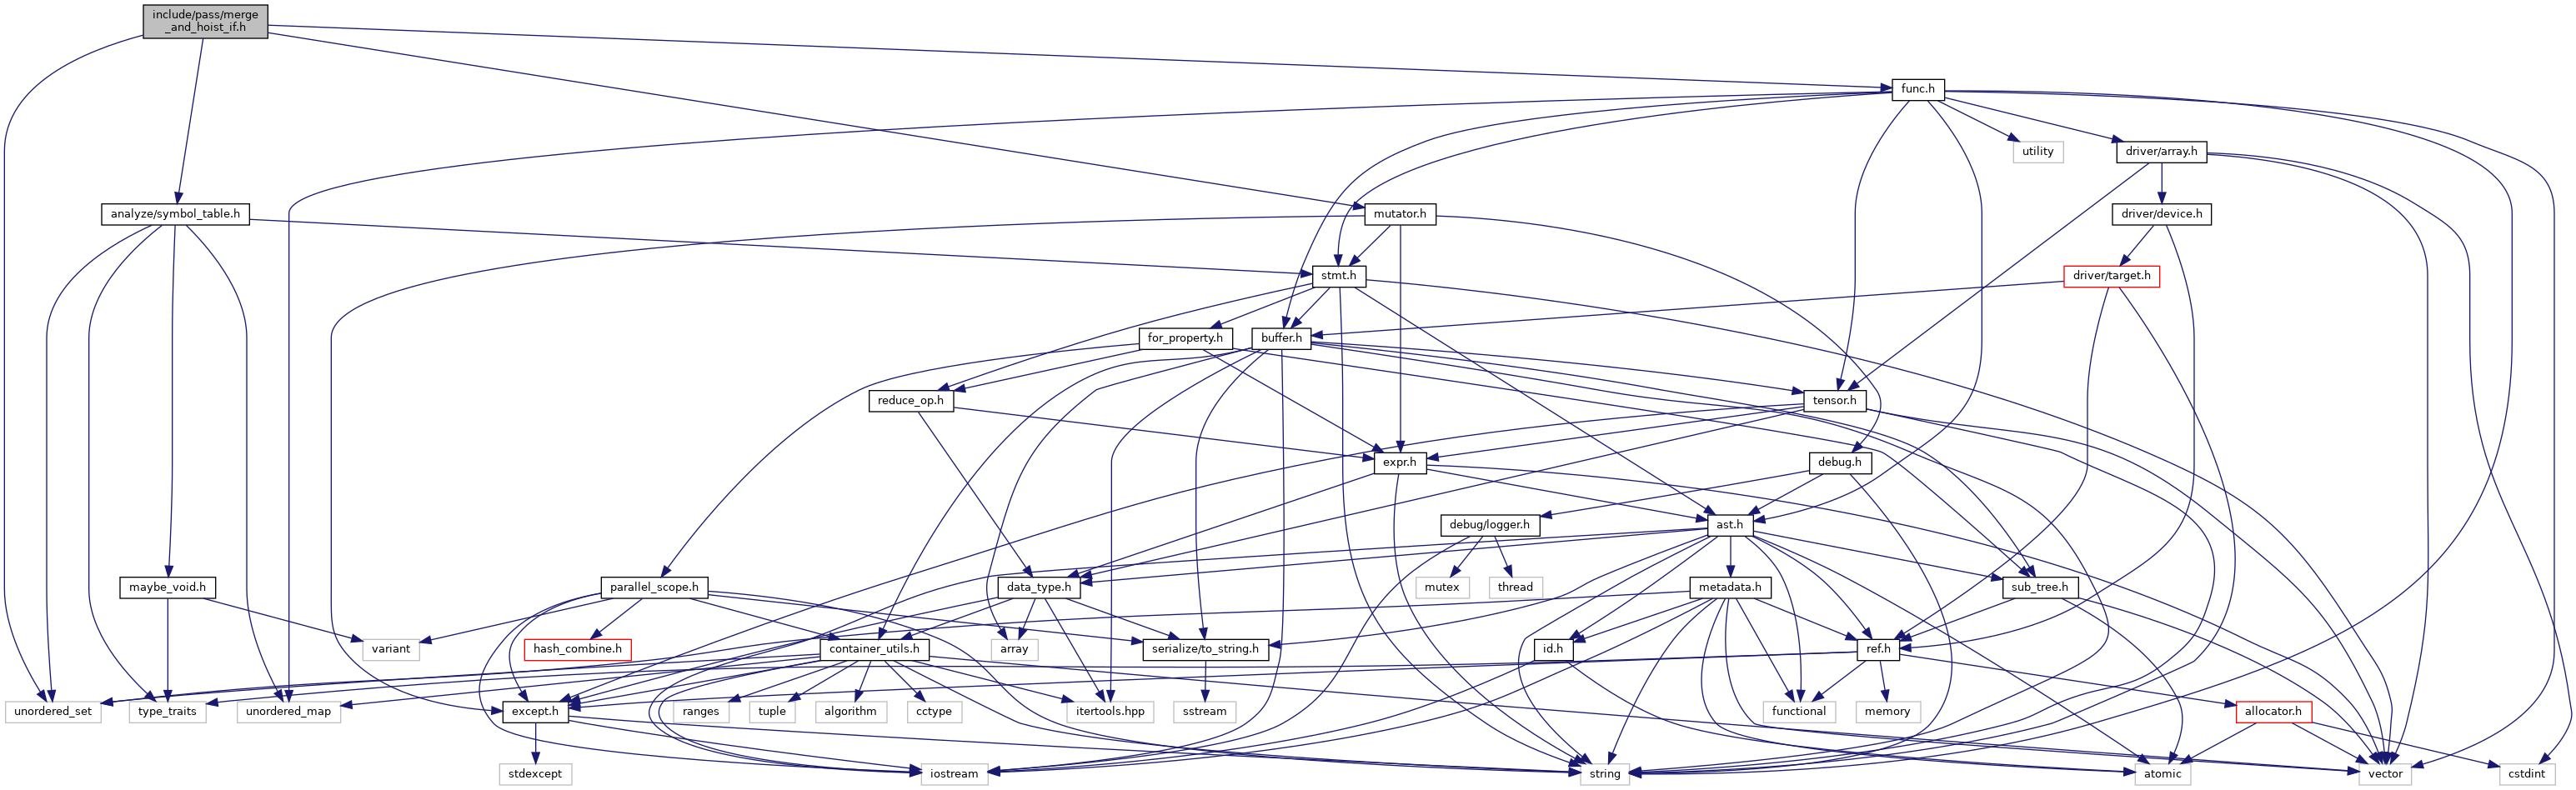 include/pass/merge
_and_hoist_if.h
func.h
utility
driver/array.h
analyze/symbol_table.h
mutator.h
driver/device.h
stmt.h
driver/target.h
for_property.h
buffer.h
reduce_op.h
tensor.h
expr.h
debug.h
debug/logger.h
ast.h
maybe_void.h
parallel_scope.h
data_type.h
mutex
thread
metadata.h
sub_tree.h
variant
hash_combine.h
container_utils.h
array
serialize/to_string.h
id.h
ref.h
unordered_set
type_traits
unordered_map
except.h
ranges
tuple
algorithm
cctype
itertools.hpp
sstream
functional
memory
allocator.h
stdexcept
iostream
string
atomic
vector
cstdint